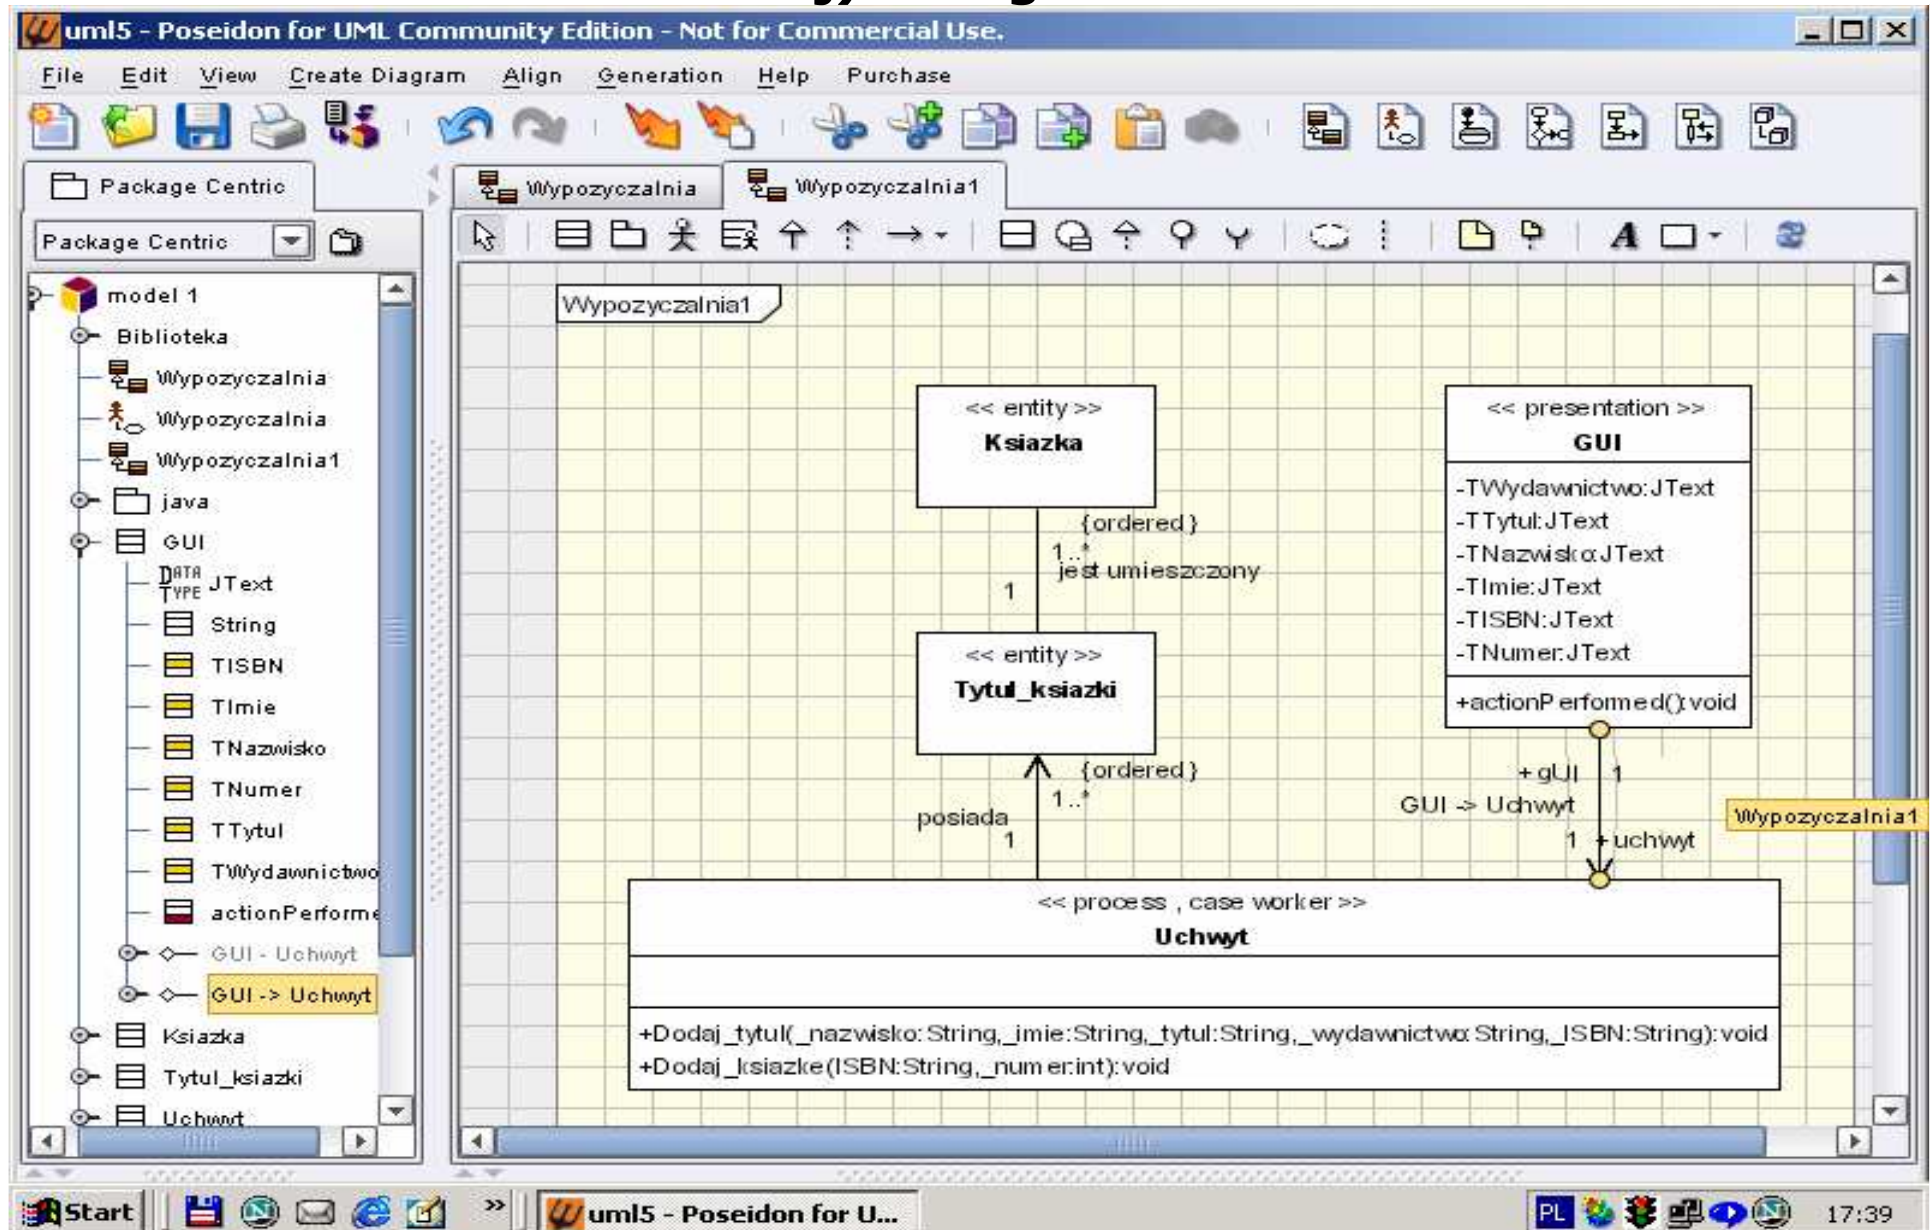 uml5 - Poseidon for UML Community Edition - Not for Commercial Use.
File Edit View Create Diagram Align Generation Help Purchase
Package Centric
Wypozyczalnia
Wypozyczalnia1
Package Centric
model 1
Biblioteka
Wypozyczalnia
Wypozyczalnia
Wypozyczalnia1
java
GUI
DATA TYPE JText
String
TISBN
TImie
TNazwisko
TNumer
TTytul
TWydawnictwo
actionPerforme
GUI - Uchwyt
GUI -> Uchwyt
Ksiazka
Tytul_ksiazki
Uchwyt
A
Wypozyczalnia1
<< entity >>
Ksiazka
{ordered}
1..*
jest umieszczony
1
<< entity >>
Tytul_ksiazki
{ordered}
1..*
posiada
1
<< presentation >>
GUI
-TWydawnictwo:JText
-TTytul:JText
-TNazwisko:JText
-TImie:JText
-TISBN:JText
-TNumer:JText
+actionPerformed():void
+ gUI 1
GUI -> Uchwyt
1 + uchwyt
Wypozyczalnia1
<< process , case worker >>
Uchwyt
+Dodaj_tytul(_nazwisko:String,_imie:String,_tytul:String,_wydawnictwo:String,_ISBN:String):void
+Dodaj_ksiazke(ISBN:String,_numer:int):void
Start
»
uml5 - Poseidon for U...
PL
17:39